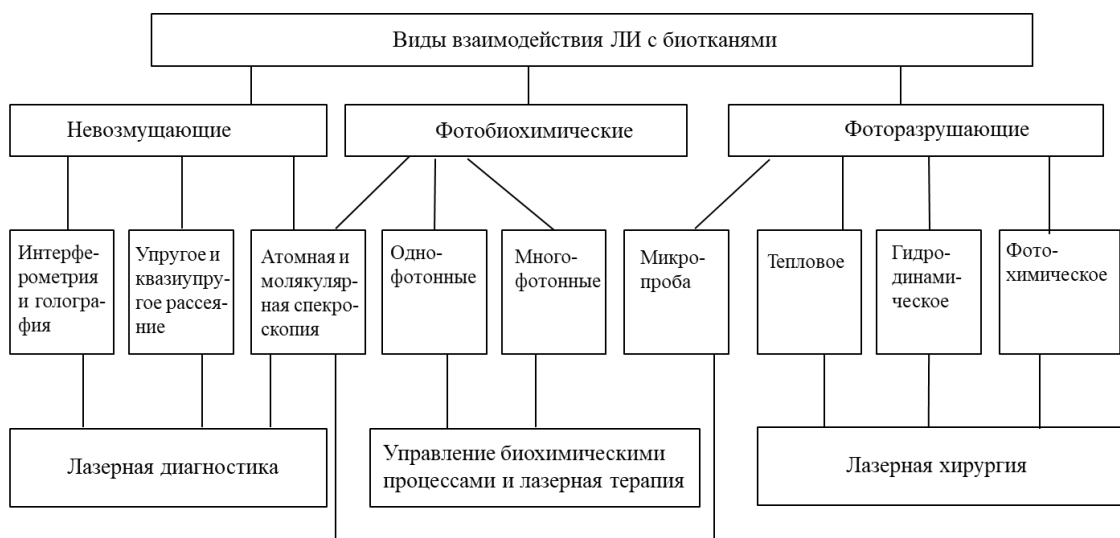 Виды взаимодействия ЛИ с биотканями
Невозмущающие
Фотобиохимические
Фоторазрушающие
Интерфе-
рометрия
и гологра-
фия
Упругое и
квазиупру-
гое рассея-
ние
Атомная и
молекуляр-
ная спекро-
скопия
Одно-
фотонные
Много-
фотонные
Микро-
проба
Тепловое
Гидро-
динами-
ческое
Фото-
химическое
Лазерная диагностика
Управление биохимическими
процессами и лазерная терапия
Лазерная хирургия